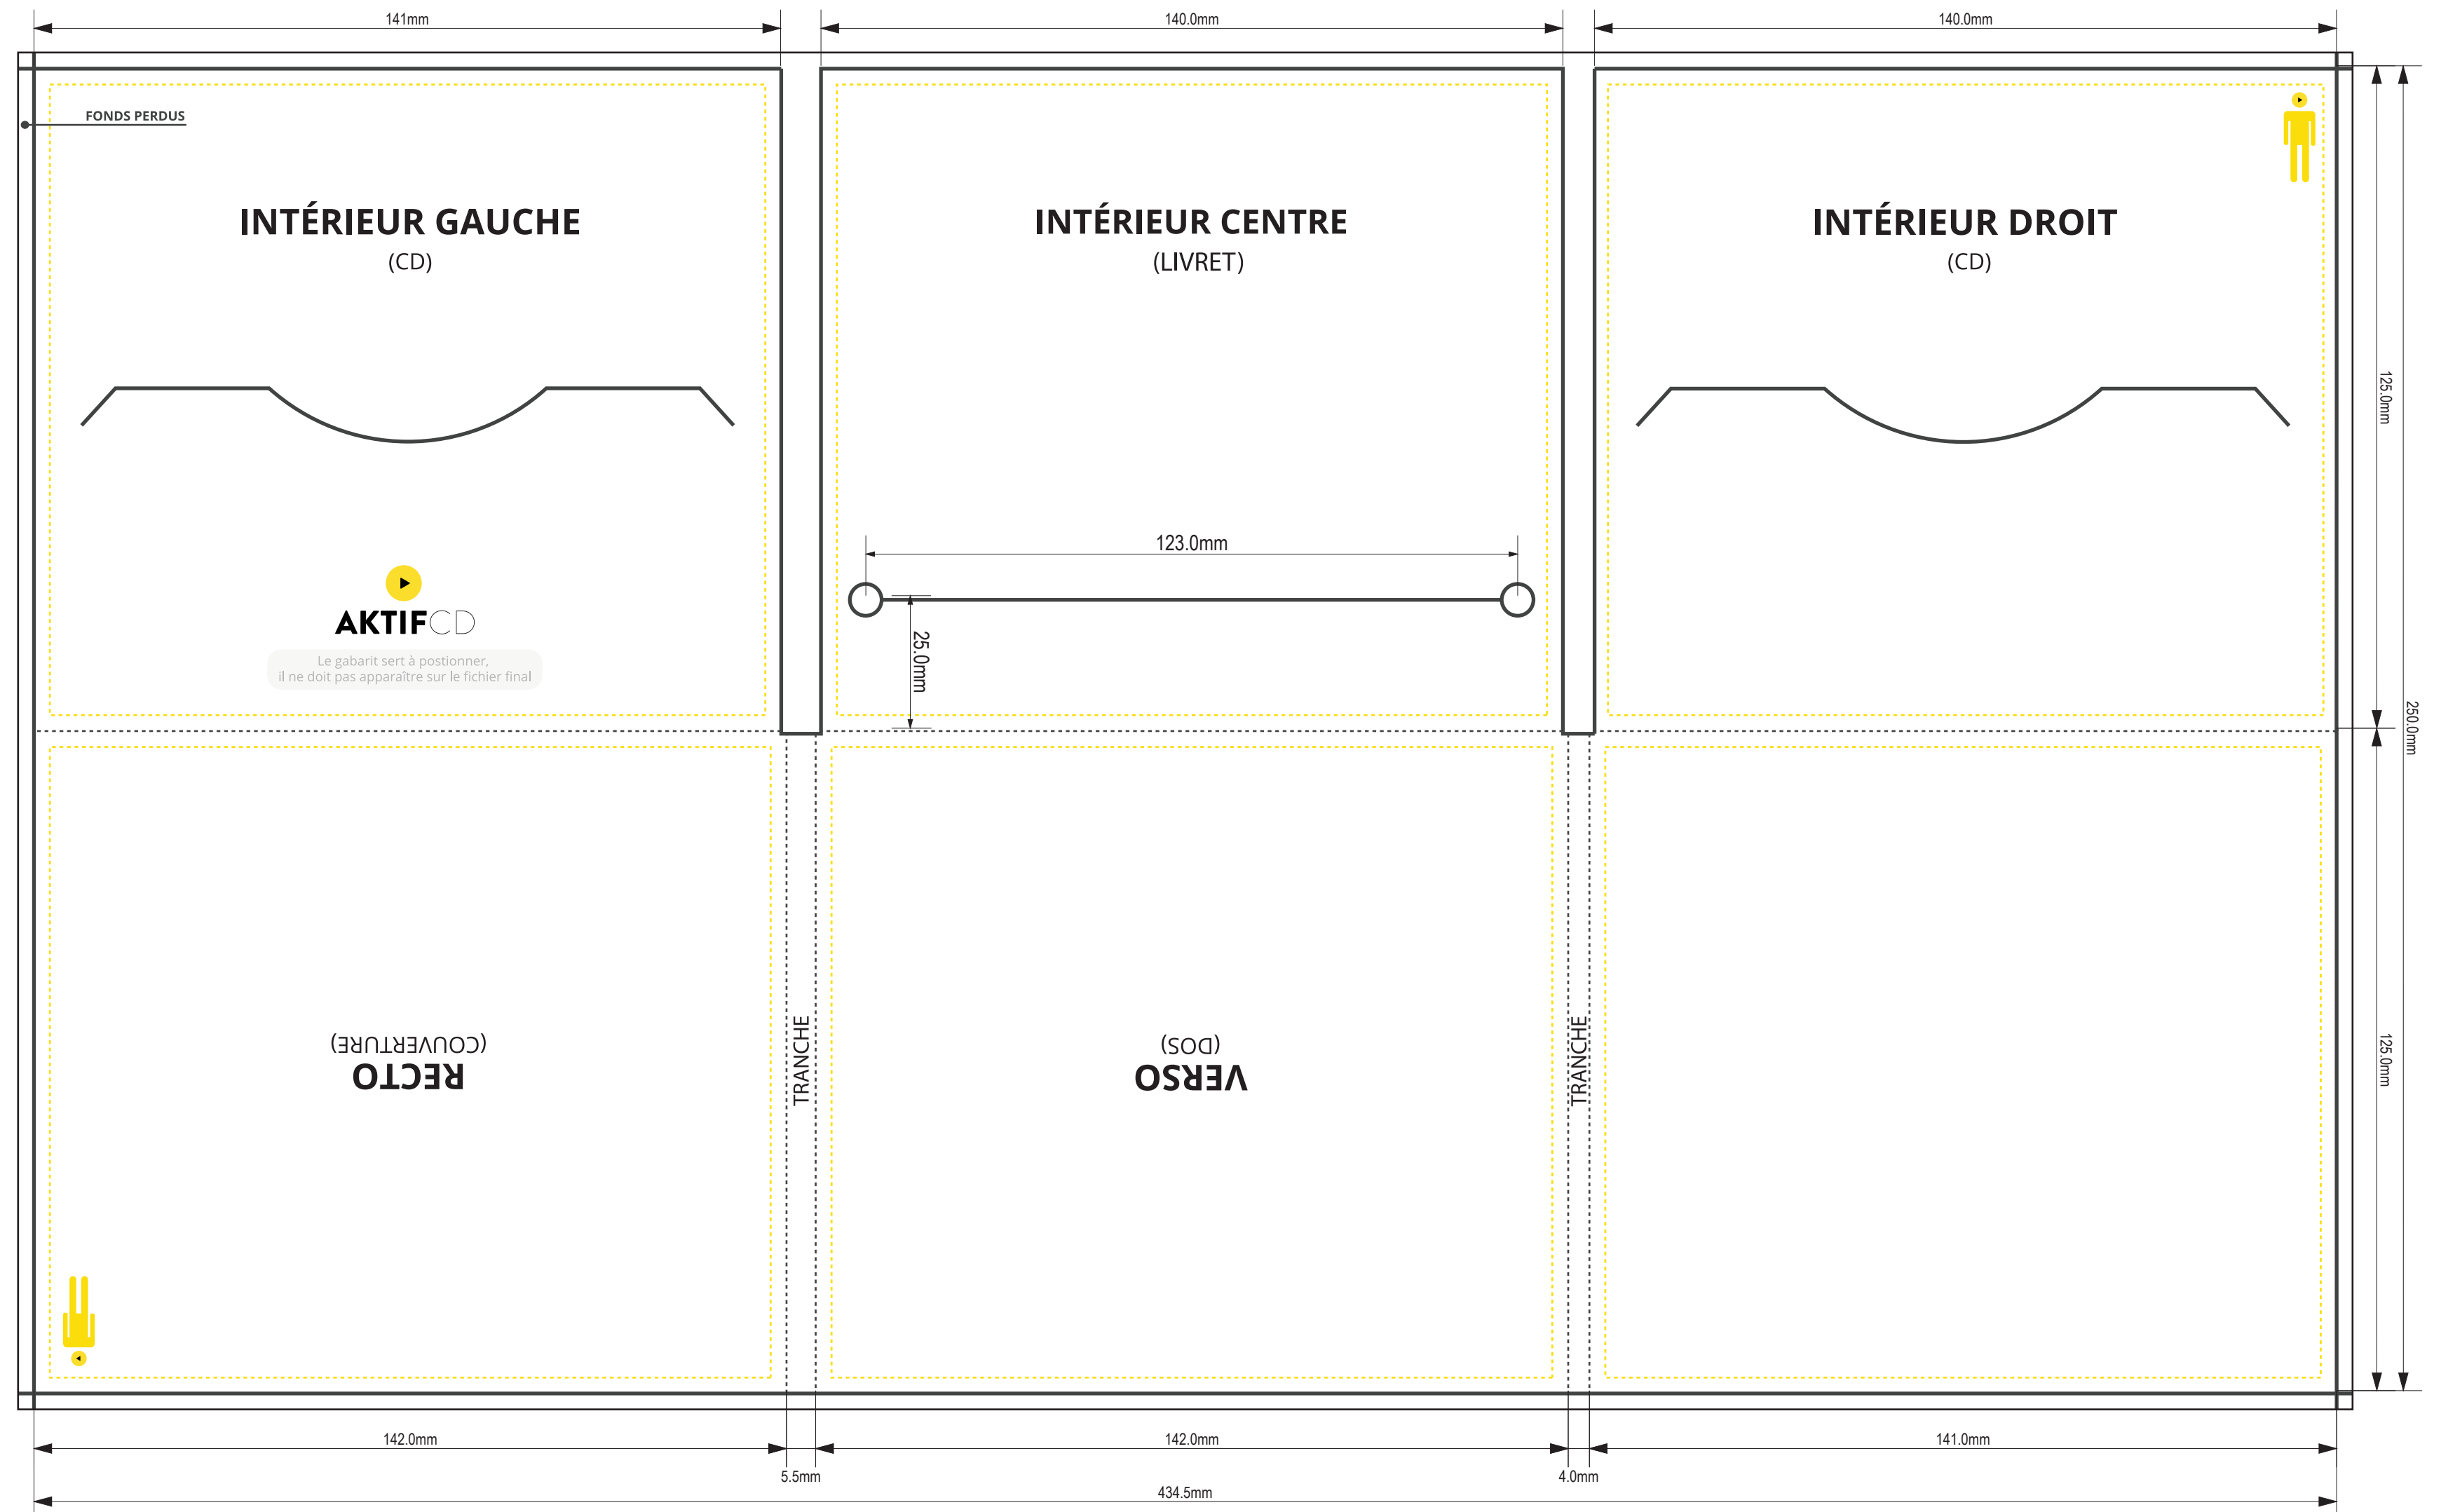 141mm
140.0mm
140.0mm
FONDS PERDUS
INTÉRIEUR GAUCHE
(CD)
INTÉRIEUR CENTRE
(LIVRET)
INTÉRIEUR DROIT
(CD)
125.0mm
123.0mm
25.0mm
AKTIFCD
Le gabarit sert à postionner,
il ne doit pas apparaître sur le fichier final
250.0mm
RECTO
(COUVERTURE)
TRANCHE
VERSO
(DOS)
TRANCHE
125.0mm
142.0mm
142.0mm
141.0mm
5.5mm
4.0mm
434.5mm